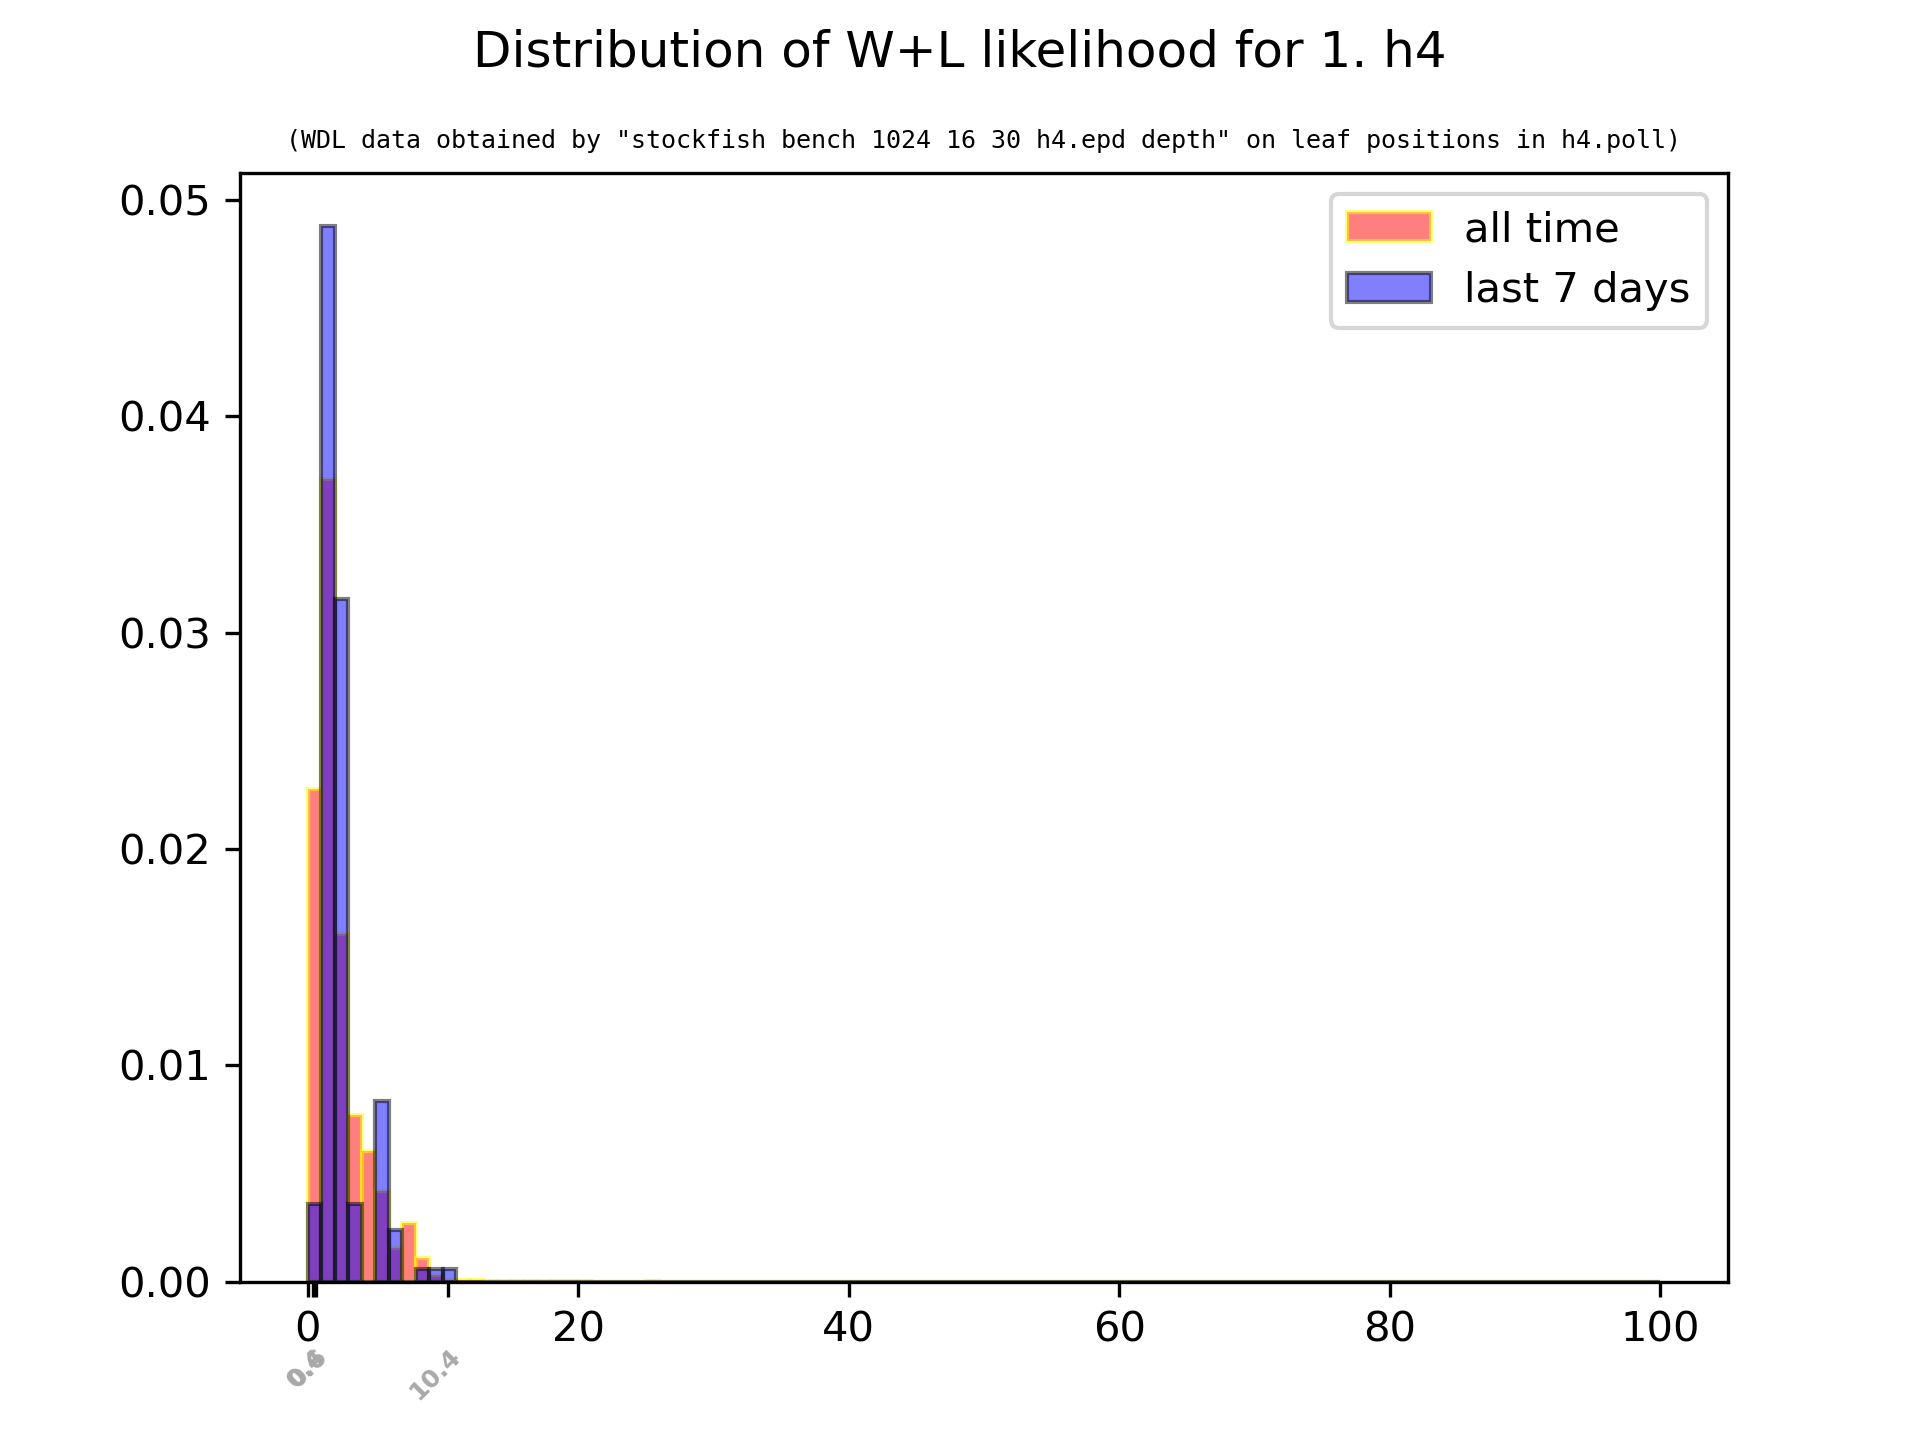 Distribution of W+L likelihood for 1. h4
(WDL data obtained by "stockfish bench 1024 16 30 h4.epd depth" on leaf positions in h4.poll)
all time
last 7 days
0.05
0.04
0.03
0.02
0.01
0.00
0 20 40 60 80 100
10.4